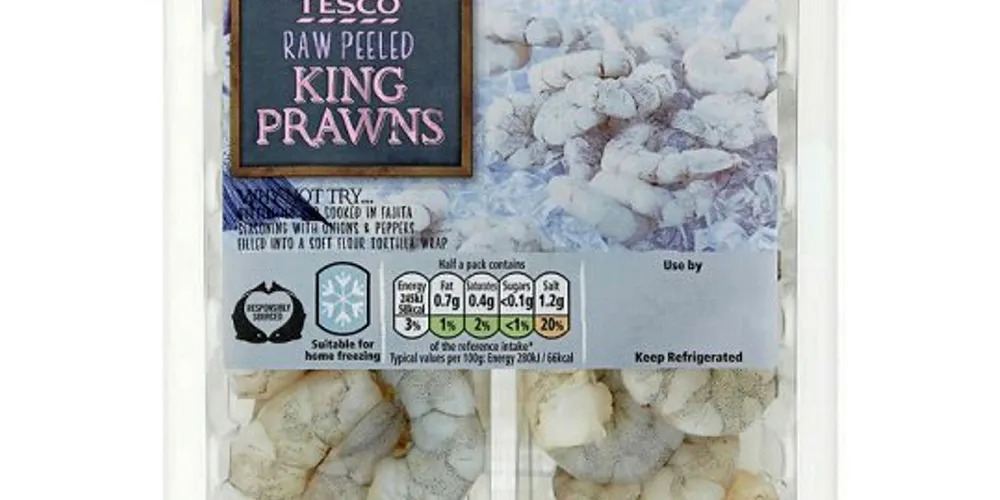 TESCO
RAW PEELED
KING
PRAWNS
WHY NOT TRY...
COOKED IN FAJITA
SEASONING WITH ONIONS & PEPPERS
FILLED INTO A SOFT FLOUR TORTILLA WRAP
RESPONSIBLY
SOURCED
Suitable for
home freezing
Half a pack contains
Energy Fat Saturates Sugars Salt
245kJ
58kcal 0.7g 0.4g <0.1g 1.2g
3% 1% 2% <1% 20%
of the reference intake*
Typical values per 100g: Energy 280kJ / 66kcal
Use by
Keep Refrigerated